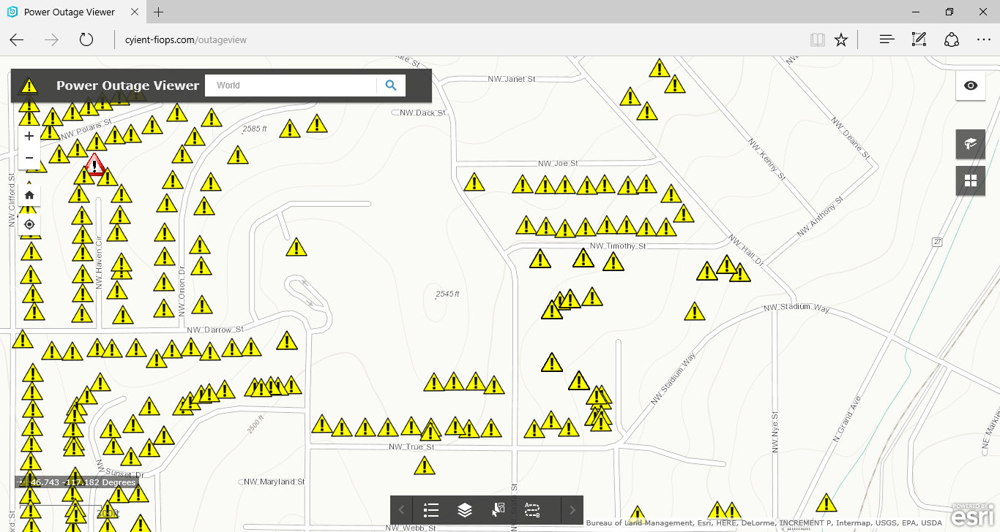 Power Outage Viewer
cyient-fiops.com/outageview
Power Outage Viewer
World
NW Janet St
NW Dack St
NW Polaris St
2585 ft
NW Deane St
NW Kenny St
NW Joe St
NW Clifford St
NW Anthony St
27
NW Haven Cir
NW Timothy St
NW Hall Dr
NW Orion Dr
2545 ft
NW Stadium Way
NW Darrow St
NW Stadium Way
2500 ft
N Grand Ave
NW Nye St
NE Markley
NW True St
NW Sunset Dr
46.743 -117.182 Degrees
NW Maryland St
NW State St
300ft
NW Webb St
Bureau of Land Management, Esri, HERE, DeLorme, INCREMENT P, Intermap, USGS, EPA, USDA
POWERED BY
esri